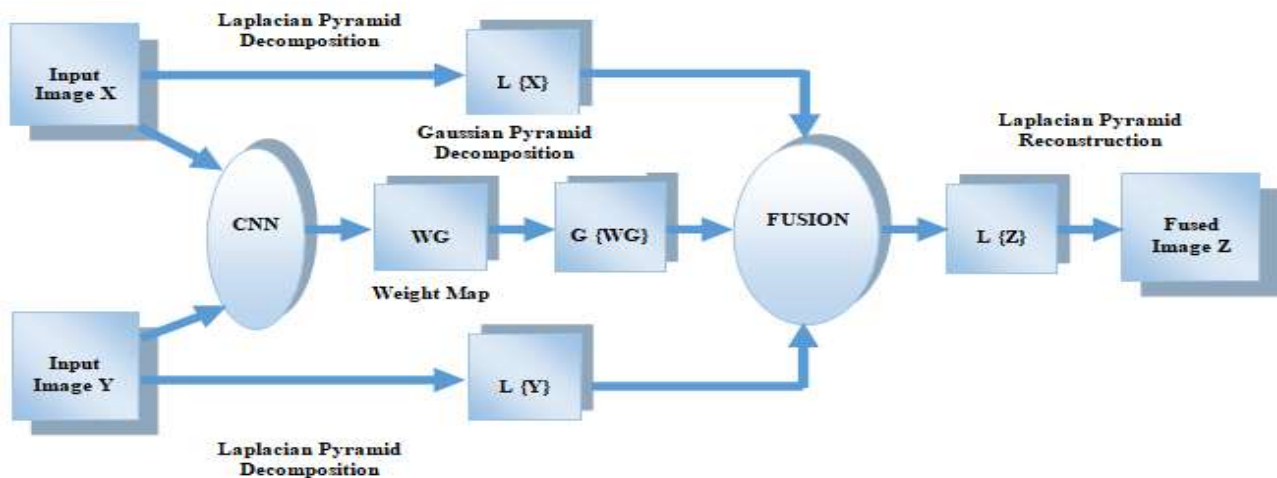 Laplacian Pyramid
Decomposition
Input
Image X
L {X}
Gaussian Pyramid
Decomposition
Laplacian Pyramid
Reconstruction
CNN
WG
G {WG}
FUSION
L {Z}
Fused
Image Z
Weight Map
Input
Image Y
L {Y}
Laplacian Pyramid
Decomposition